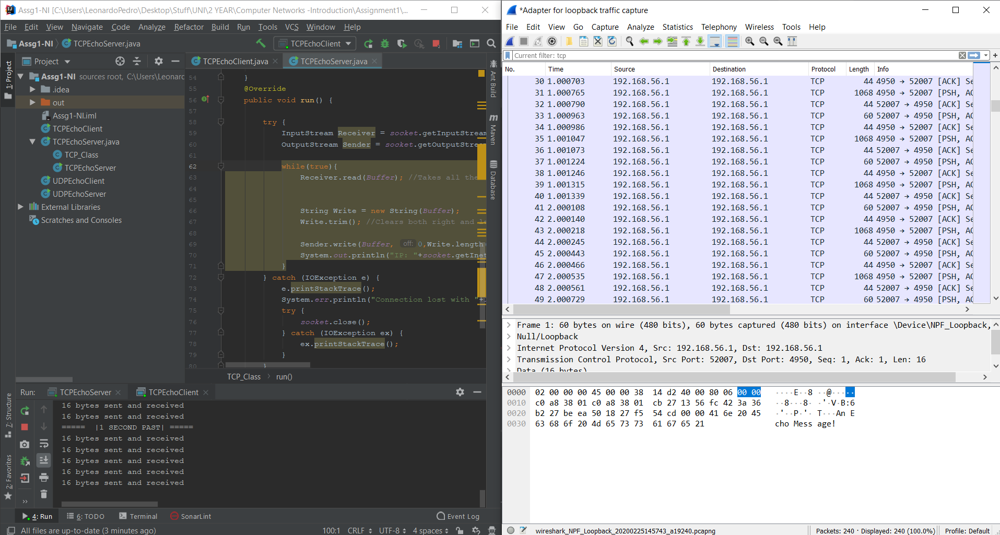 Assg1-NI [C:\Users\LeonardoPedro\Desktop\Stuff\UNI\2 YEAR\Computer Networks -Introduction\Assignment1\...
File Edit View Navigate Code Analyze Refactor Build Run Tools VCS Window Help
Assg1-NI TCPEchoServer.java TCPEchoClient
Project TCPEchoClient.java TCPEchoServer.java
1: Project
Assg1-NI sources root, C:\Users\Leonard
.idea
out
Assg1-NI.iml
TCPEchoClient
TCPEchoServer.java
TCP_Class
TCPEchoServer
UDPEchoClient
UDPEchoServer
External Libraries
Scratches and Consoles
54 }
55 @Override
56 public void run() {
57
58 try {
59 InputStream Receiver = socket.getInputStream
60 OutputStream Sender = socket.getOutputStre
61
62 while(true){
63 Receiver.read(Buffer); //Takes all the
64
65
66 String Write = new String(Buffer);
67 Write.trim(); //Clears both right and le
68
69 Sender.write(Buffer, off: 0,Write.length
70 System.out.println("IP: "+socket.getInet
71 }
72 } catch (IOException e) {
73 e.printStackTrace();
74 System.err.println("Connection lost with "+
75 try {
76 socket.close();
77 } catch (IOException ex) {
78 ex.printStackTrace();
79 }
80 }
TCP_Class run()
Ant Build
Maven
Database
Run: TCPEchoServer TCPEchoClient
7: Structure
2: Favorites
16 bytes sent and received
16 bytes sent and received
===== |1 SECOND PAST| =====
16 bytes sent and received
16 bytes sent and received
16 bytes sent and received
16 bytes sent and received
16 bytes sent and received
4: Run 6: TODO Terminal SonarLint Event Log
All files are up-to-date (3 minutes ago) 100:1 CRLF UTF-8 4 spaces
*Adapter for loopback traffic capture
File Edit View Go Capture Analyze Statistics Telephony Wireless Tools Help
Current filter: tcp
No. Time Source Destination Protocol Length Info
30 1.000703 192.168.56.1 192.168.56.1 TCP 44 4950 → 52007 [ACK] Se
31 1.000765 192.168.56.1 192.168.56.1 TCP 1068 4950 → 52007 [PSH, AC
32 1.000790 192.168.56.1 192.168.56.1 TCP 44 52007 → 4950 [ACK] Se
33 1.000963 192.168.56.1 192.168.56.1 TCP 60 52007 → 4950 [PSH, AC
34 1.000986 192.168.56.1 192.168.56.1 TCP 44 4950 → 52007 [ACK] Se
35 1.001047 192.168.56.1 192.168.56.1 TCP 1068 4950 → 52007 [PSH, AC
36 1.001073 192.168.56.1 192.168.56.1 TCP 44 52007 → 4950 [ACK] Se
37 1.001224 192.168.56.1 192.168.56.1 TCP 60 52007 → 4950 [PSH, AC
38 1.001246 192.168.56.1 192.168.56.1 TCP 44 4950 → 52007 [ACK] Se
39 1.001315 192.168.56.1 192.168.56.1 TCP 1068 4950 → 52007 [PSH, AC
40 1.001339 192.168.56.1 192.168.56.1 TCP 44 52007 → 4950 [ACK] Se
41 2.000108 192.168.56.1 192.168.56.1 TCP 60 52007 → 4950 [PSH, AC
42 2.000140 192.168.56.1 192.168.56.1 TCP 44 4950 → 52007 [ACK] Se
43 2.000218 192.168.56.1 192.168.56.1 TCP 1068 4950 → 52007 [PSH, AC
44 2.000245 192.168.56.1 192.168.56.1 TCP 44 52007 → 4950 [ACK] Se
45 2.000443 192.168.56.1 192.168.56.1 TCP 60 52007 → 4950 [PSH, AC
46 2.000466 192.168.56.1 192.168.56.1 TCP 44 4950 → 52007 [ACK] Se
47 2.000535 192.168.56.1 192.168.56.1 TCP 1068 4950 → 52007 [PSH, AC
48 2.000561 192.168.56.1 192.168.56.1 TCP 44 52007 → 4950 [ACK] Se
49 2.000729 192.168.56.1 192.168.56.1 TCP 60 52007 → 4950 [PSH, AC
Frame 1: 60 bytes on wire (480 bits), 60 bytes captured (480 bits) on interface \Device\NPF_Loopback,
Null/Loopback
Internet Protocol Version 4, Src: 192.168.56.1, Dst: 192.168.56.1
Transmission Control Protocol, Src Port: 52007, Dst Port: 4950, Seq: 1, Ack: 1, Len: 16
Data (16 bytes)
0000 02 00 00 00 45 00 00 38 14 d2 40 00 80 06 00 00 ····E··8 ··@·····
0010 c0 a8 38 01 c0 a8 38 01 cb 27 13 56 fc 42 3a 36 ··8···8· ·'·V·B:6
0020 b2 27 be ea 50 18 27 f5 54 cd 00 00 41 6e 20 45 ·'··P·'· T···An E
0030 63 68 6f 20 4d 65 73 73 61 67 65 21 cho Mess age!
wireshark_NPF_Loopback_20200225145743_a19240.pcapng Packets: 240 · Displayed: 240 (100.0%) Profile: Default